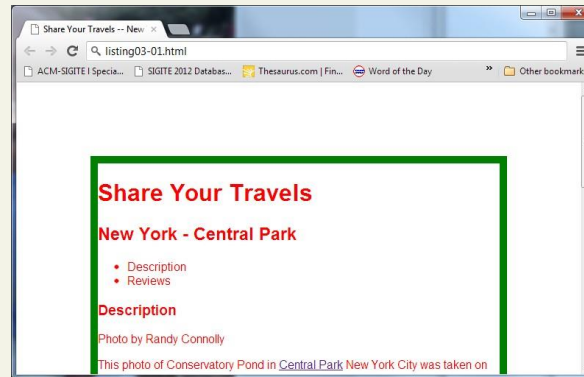 Share Your Travels -- New
listing03-01.html
ACM-SIGITE I Specia... SIGITE 2012 Databas... Thesaurus.com | Fin... Word of the Day » Other bookmark
Share Your Travels
New York - Central Park
• Description
• Reviews
Description
Photo by Randy Connolly
This photo of Conservatory Pond in Central Park New York City was taken on